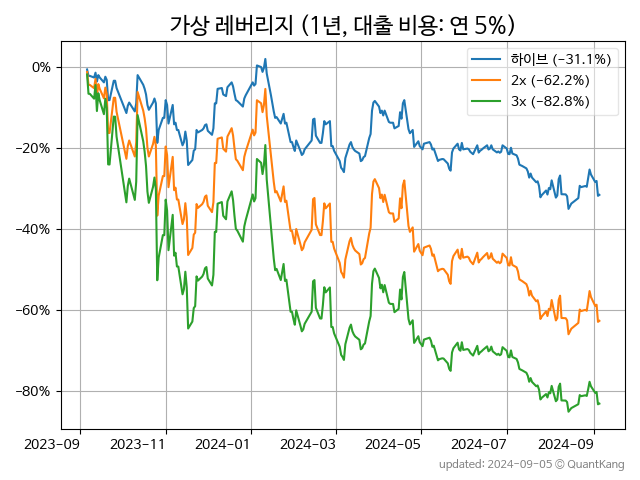 가상 레버리지 (1년, 대출 비용: 연 5%)
하이브 (−31.1%)
2x (−62.2%)
3x (−82.8%)
0%
−20%
−40%
−60%
−80%
2023-09 2023-11 2024-01 2024-03 2024-05 2024-07 2024-09
updated: 2024-09-05 © QuantKang